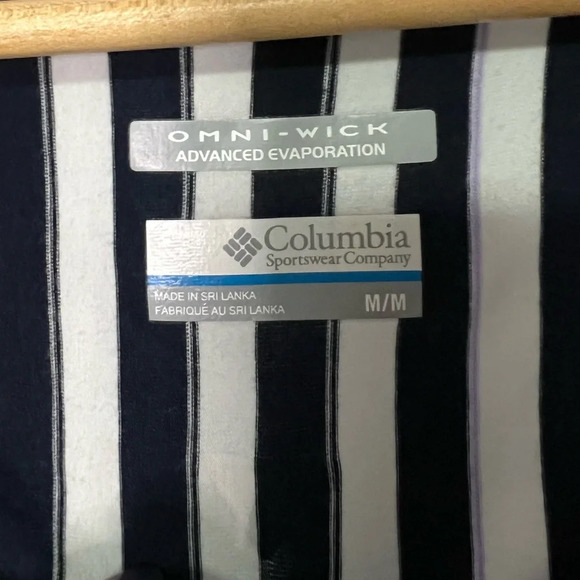 OMNI-WICK
ADVANCED EVAPORATION
Columbia
Sportswear Company
MADE IN SRI LANKA
FABRIQUÉ AU SRI LANKA
M/M